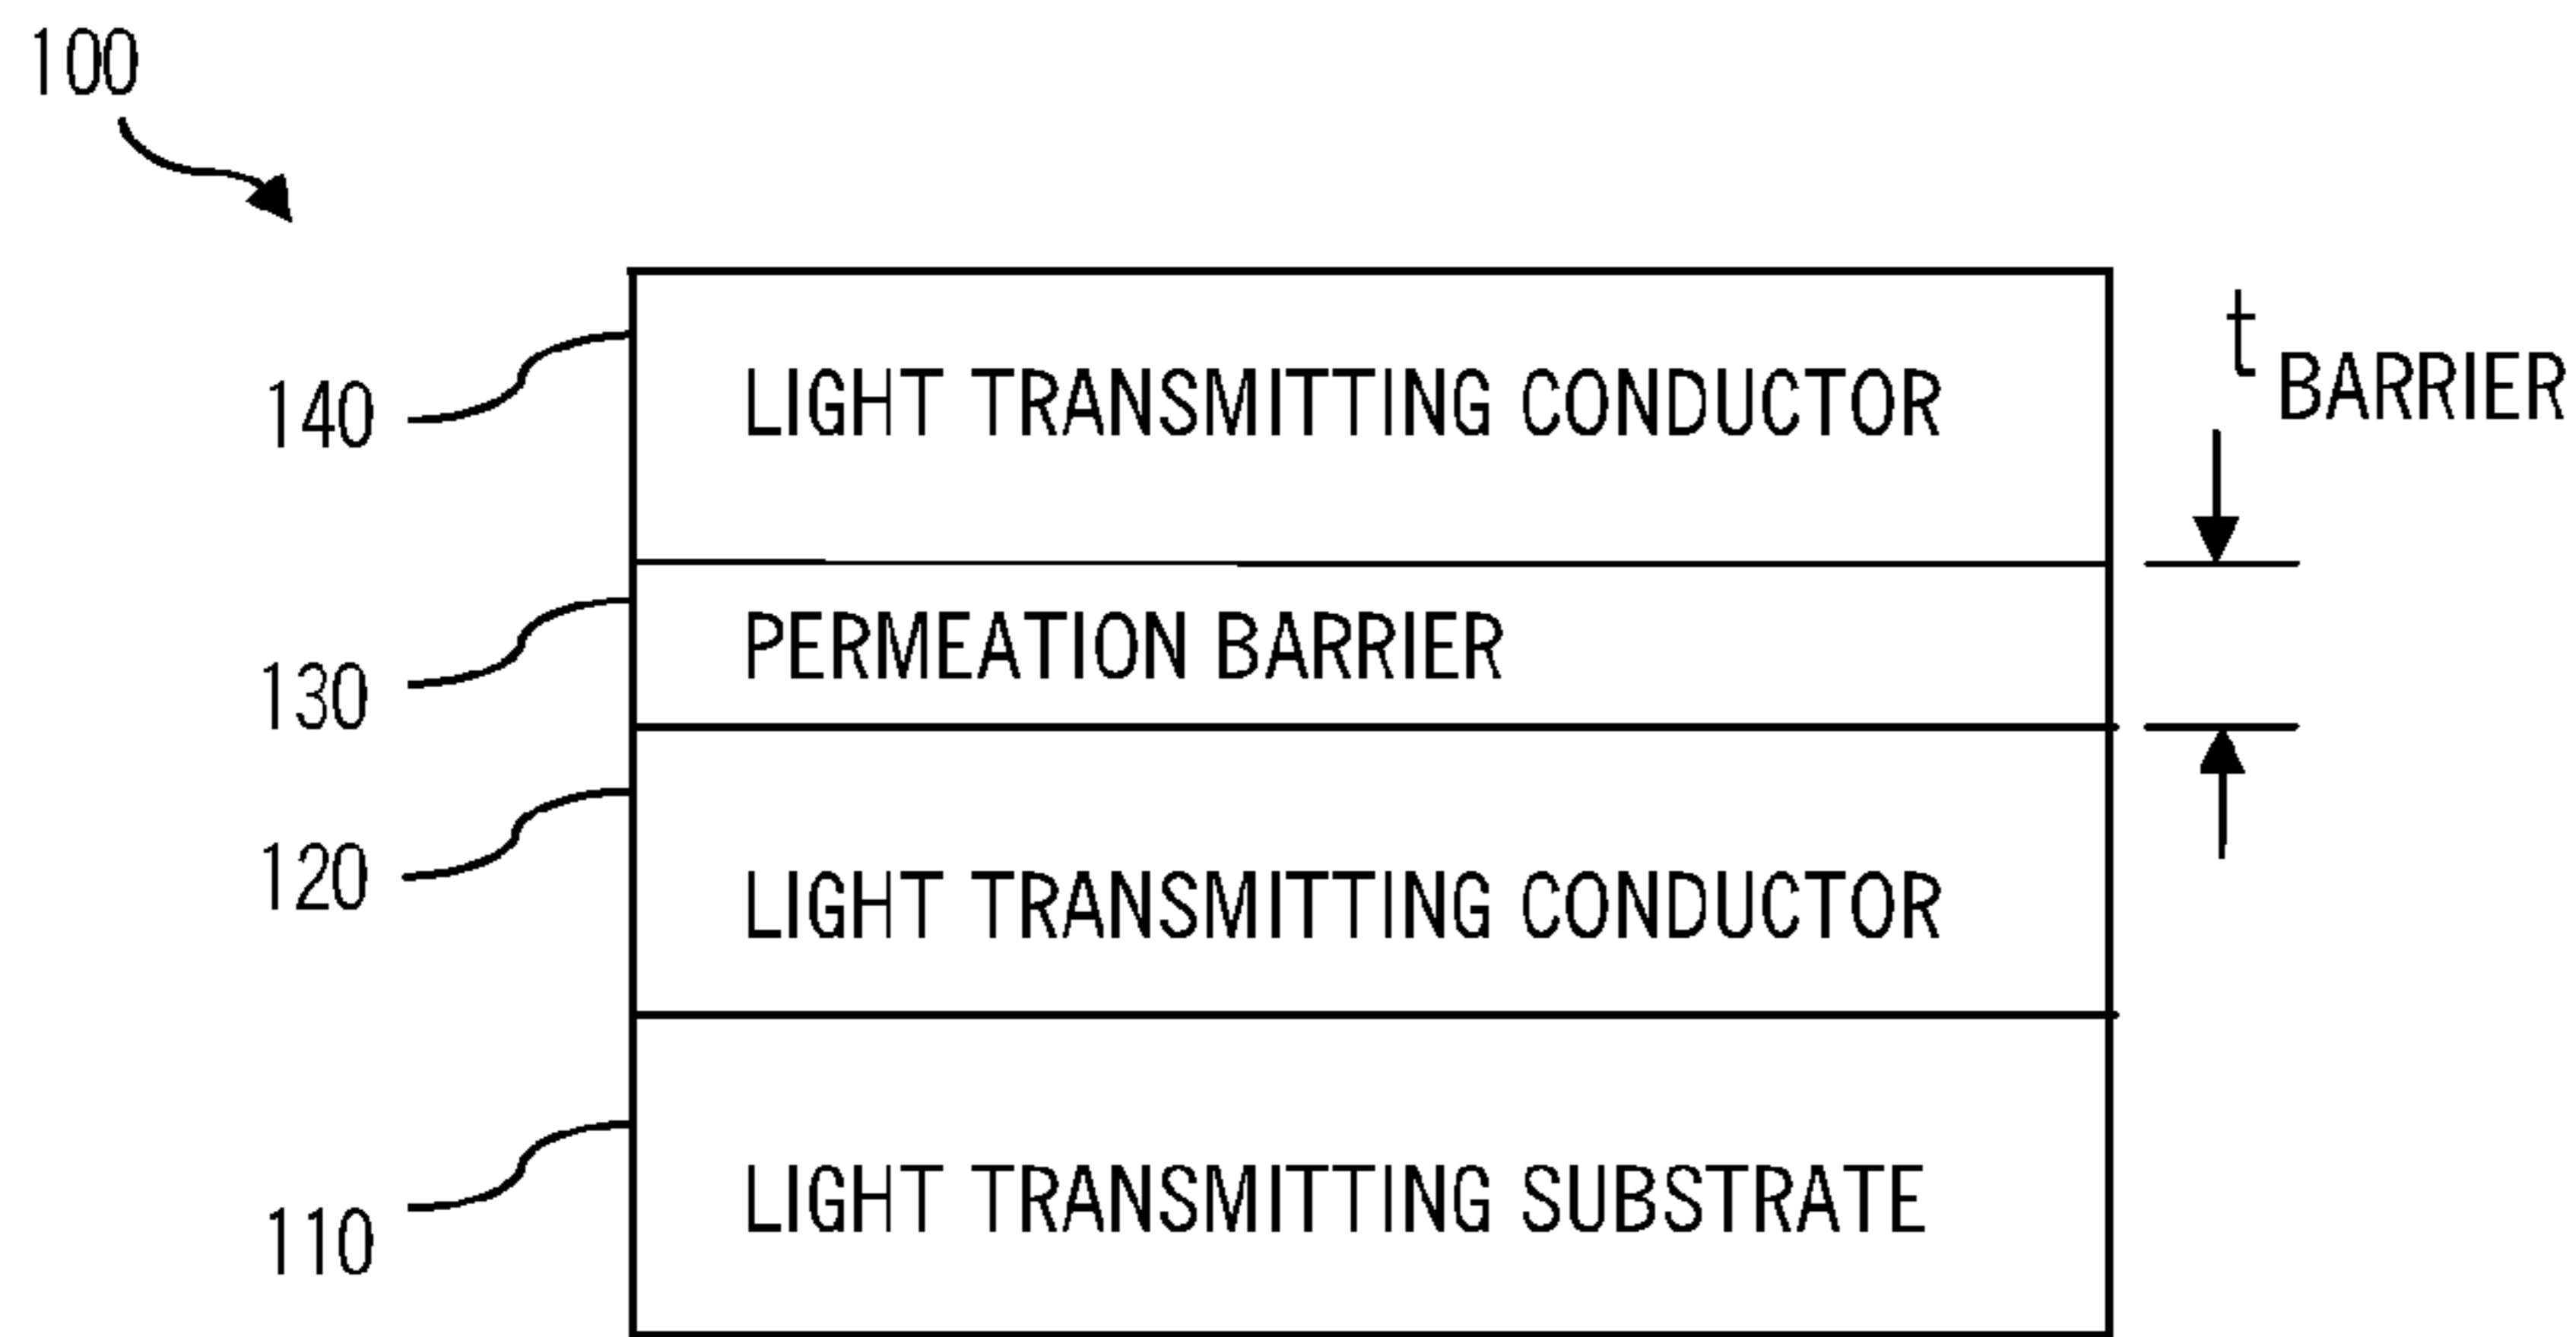 100
140
LIGHT TRANSMITTING CONDUCTOR
t BARRIER
130
PERMEATION BARRIER
120
LIGHT TRANSMITTING CONDUCTOR
110
LIGHT TRANSMITTING SUBSTRATE